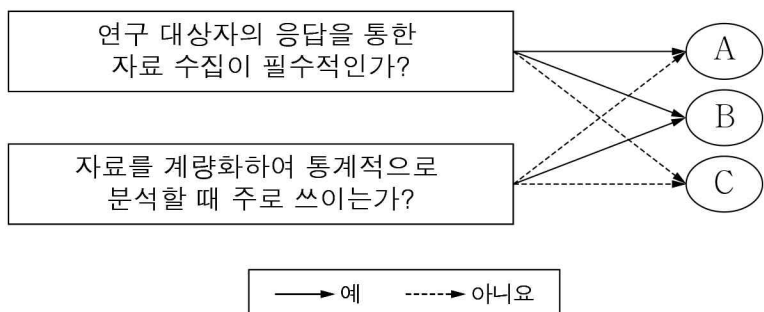 연구 대상자의 응답을 통한
자료 수집이 필수적인가?
A
B
자료를 계량화하여 통계적으로
분석할 때 주로 쓰이는가?
C
예
아니요